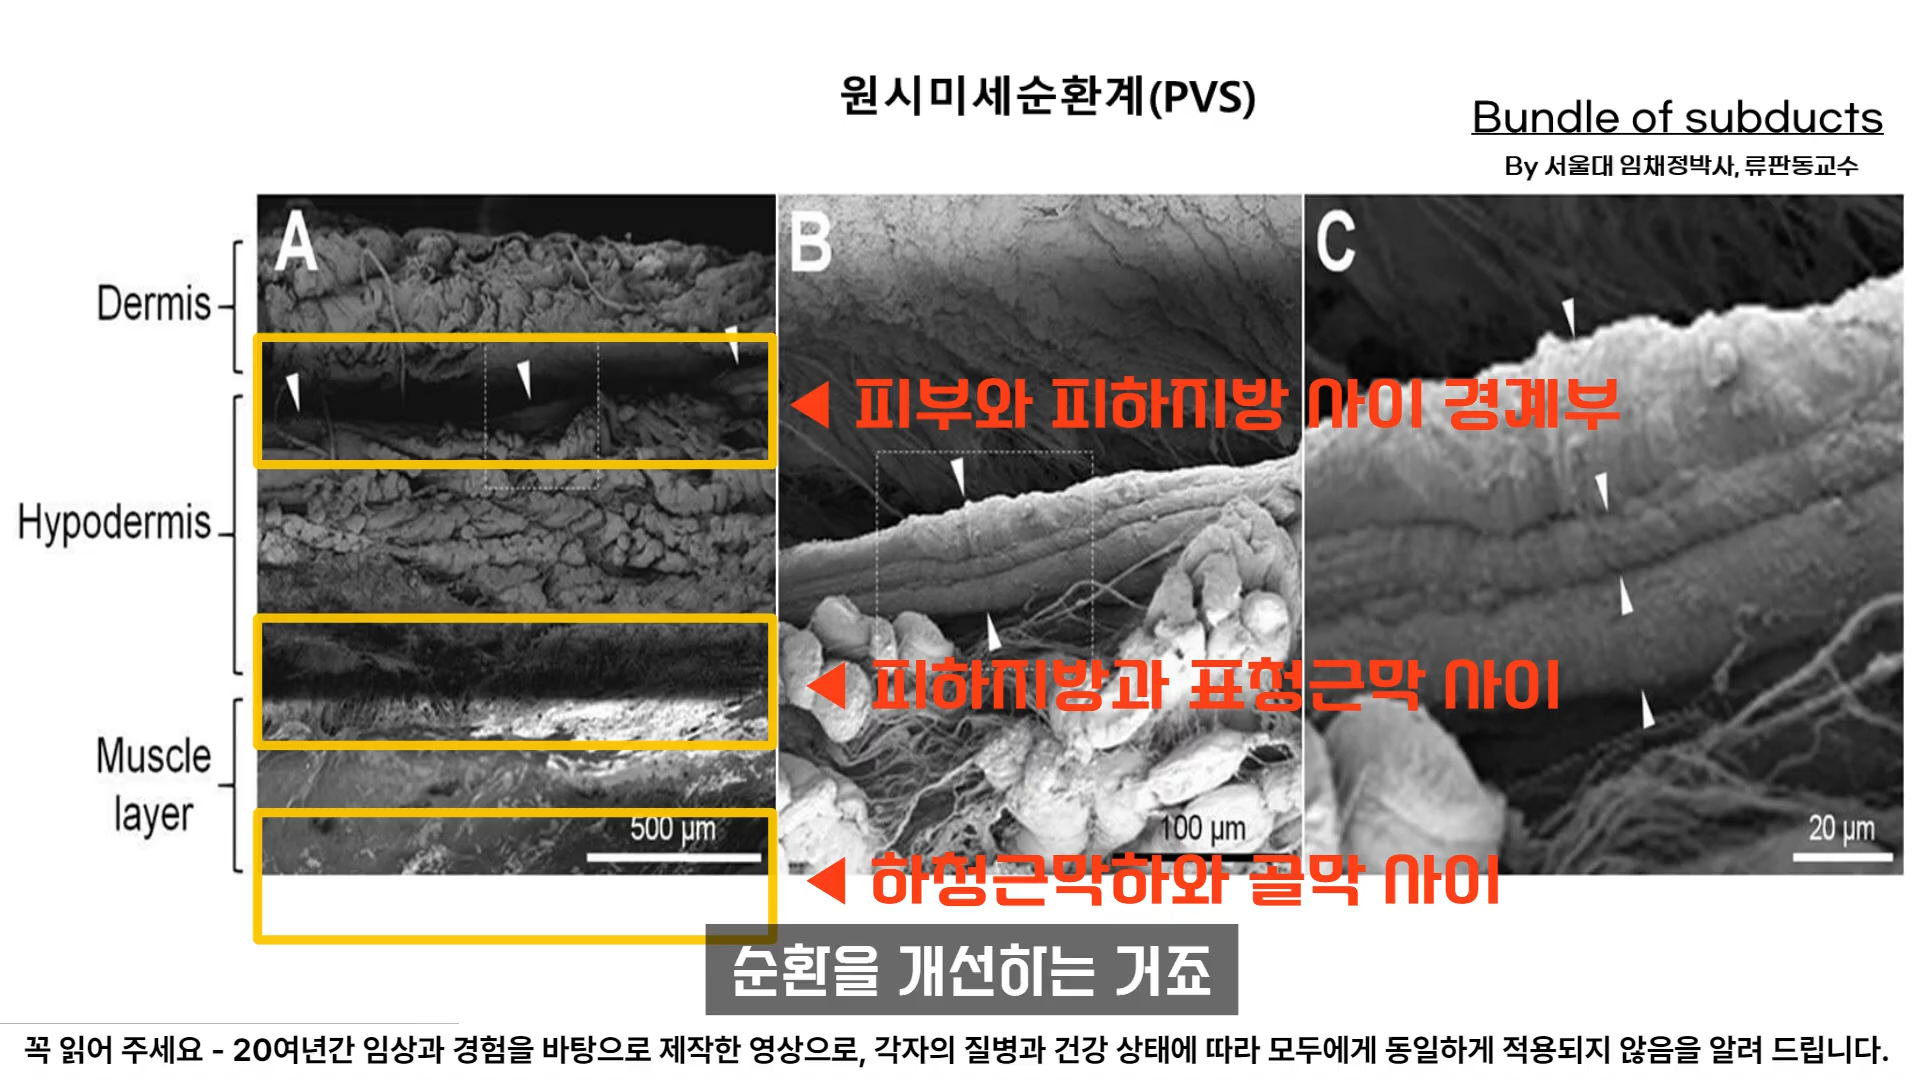 원시미세순환계(PVS)
Bundle of subducts
By 서울대 임채정박사, 류판동교수
A
B
C
Dermis
피부와 피하지방 사이 경계부
Hypodermis
피하지방과 표청근막 사이
Muscle
layer
500 µm
100 µm
20 µm
하청근막하와 골막 사이
순환을 개선하는 거죠
꼭 읽어 주세요 - 20여년간 임상과 경험을 바탕으로 제작한 영상으로, 각자의 질병과 건강 상태에 따라 모두에게 동일하게 적용되지 않음을 알려 드립니다.